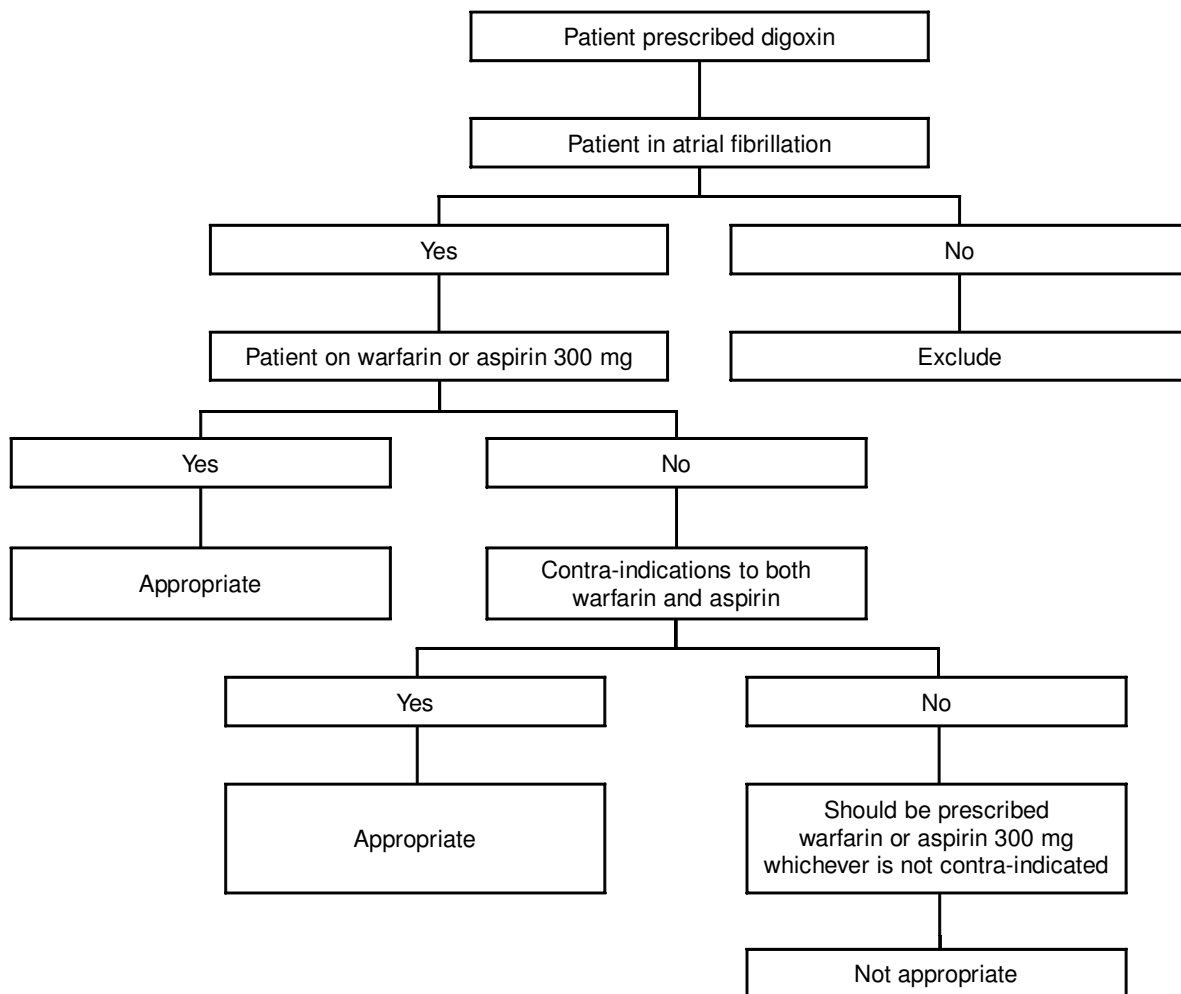 Patient prescribed digoxin
Patient in atrial fibrillation
Yes
No
Patient on warfarin or aspirin 300 mg
Exclude
Yes
No
Appropriate
Contra-indications to both
warfarin and aspirin
Yes
No
Appropriate
Should be prescribed
warfarin or aspirin 300 mg
whichever is not contra-indicated
Not appropriate